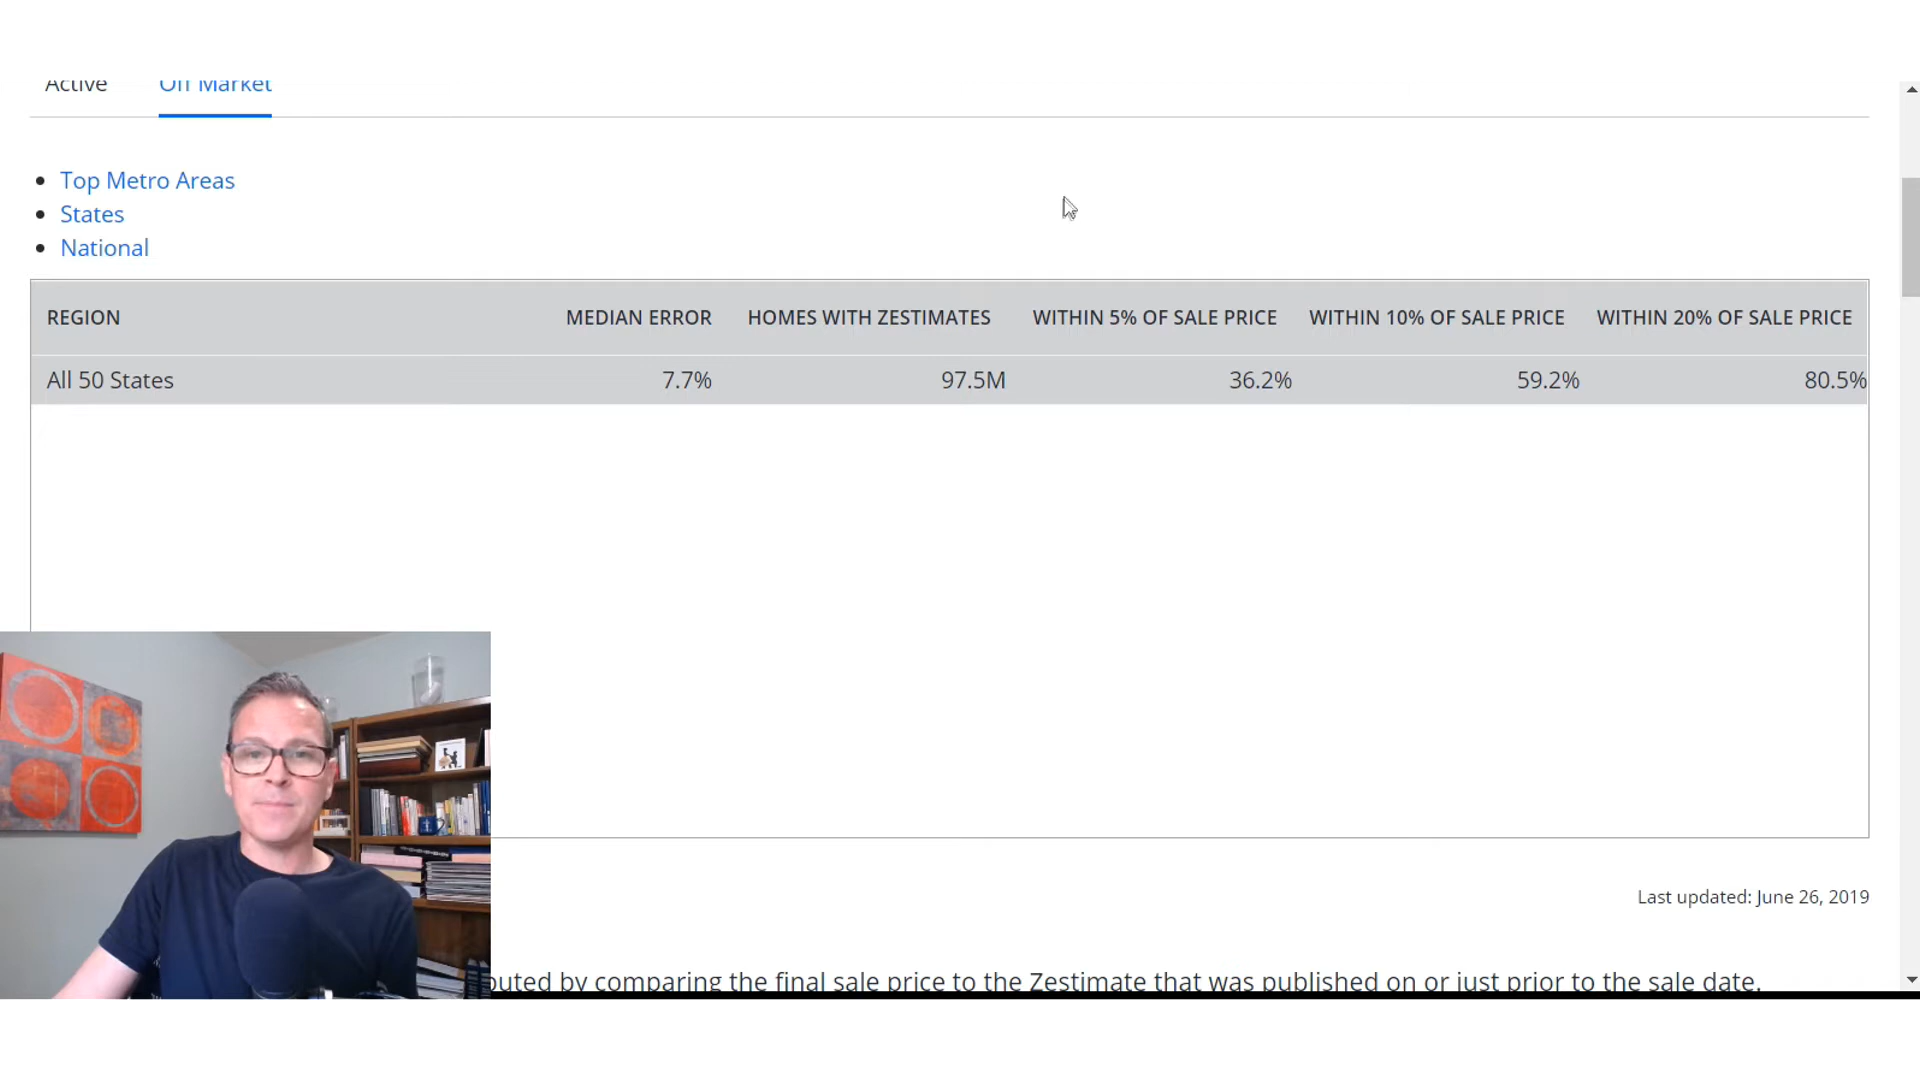 Active Off Market
Top Metro Areas
States
National
REGION MEDIAN ERROR HOMES WITH ZESTIMATES WITHIN 5% OF SALE PRICE WITHIN 10% OF SALE PRICE WITHIN 20% OF SALE PRICE
All 50 States 7.7% 97.5M 36.2% 59.2% 80.5%
Last updated: June 26, 2019
by comparing the final sale price to the Zestimate that was published on or just prior to the sale date.